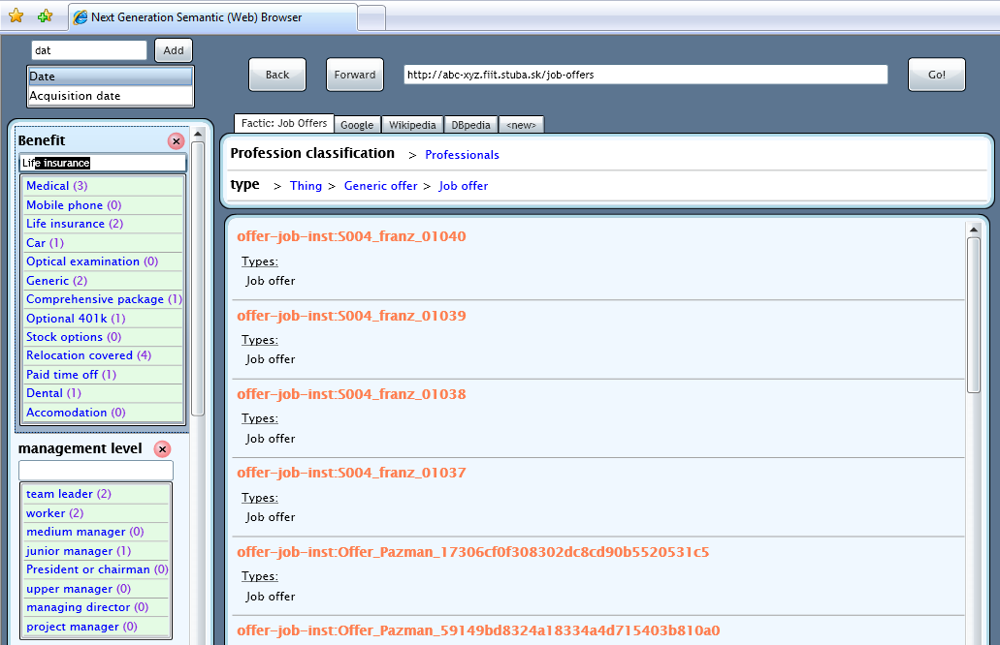 Next Generation Semantic (Web) Browser
dat
Add
Date
Acquisition date
Back
Forward
http://abc-xyz.fiit.stuba.sk/job-offers
Go!
Factic: Job Offers
Google
Wikipedia
DBpedia
<new>
Benefit
Life insurance
Medical (3)
Mobile phone (0)
Life insurance (2)
Car (1)
Optical examination (0)
Generic (2)
Comprehensive package (1)
Optional 401k (1)
Stock options (0)
Relocation covered (4)
Paid time off (1)
Dental (1)
Accomodation (0)
management level
team leader (2)
worker (2)
medium manager (0)
junior manager (1)
President or chairman (0)
upper manager (0)
managing director (0)
project manager (0)
Profession classification > Professionals
type > Thing > Generic offer > Job offer
offer-job-inst:S004_franz_01040
Types:
Job offer
offer-job-inst:S004_franz_01039
Types:
Job offer
offer-job-inst:S004_franz_01038
Types:
Job offer
offer-job-inst:S004_franz_01037
Types:
Job offer
offer-job-inst:Offer_Pazman_17306cf0f308302dc8cd90b5520531c5
Types:
Job offer
offer-job-inst:Offer_Pazman_59149bd8324a18334a4d715403b810a0